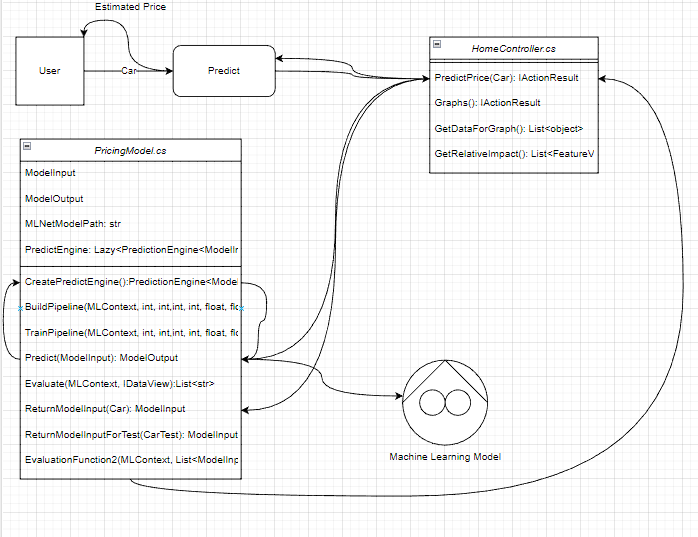 Estimated Price
User
Car
Predict
HomeController.cs
PredictPrice(Car): IActionResult
Graphs(): IActionResult
GetDataForGraph(): List<object>
GetRelativeImpact(): List<FeatureV
PricingModel.cs
ModelInput
ModelOutput
MLNetModelPath: str
PredictEngine: Lazy<PredictionEngine<ModelIn
CreatePredictEngine():PredictionEngine<Model
BuildPipeline(MLContext, int, int,int, int, float, flo
TrainPipeline(MLContext, int, int,int, int, float, flo
Predict(ModelInput): ModelOutput
Evaluate(MLContext, IDataView):List<str>
ReturnModelInput(Car): ModelInput
ReturnModelInputForTest(CarTest): ModelInput
EvaluationFunction2(MLContext, List<ModelInp
Machine Learning Model